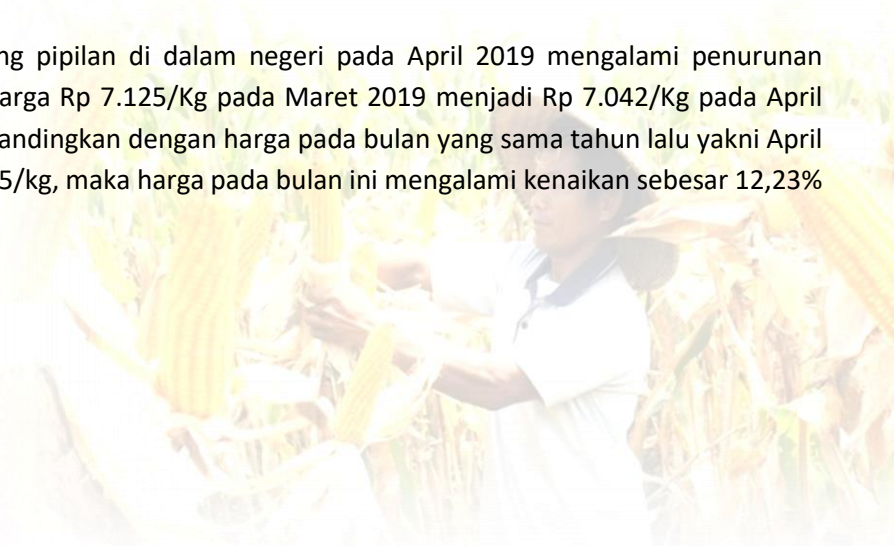 ng pipilan di dalam negeri pada April 2019 mengalami penurunan
arga Rp 7.125/Kg pada Maret 2019 menjadi Rp 7.042/Kg pada April
andingkan dengan harga pada bulan yang sama tahun lalu yakni April
5/kg, maka harga pada bulan ini mengalami kenaikan sebesar 12,23%